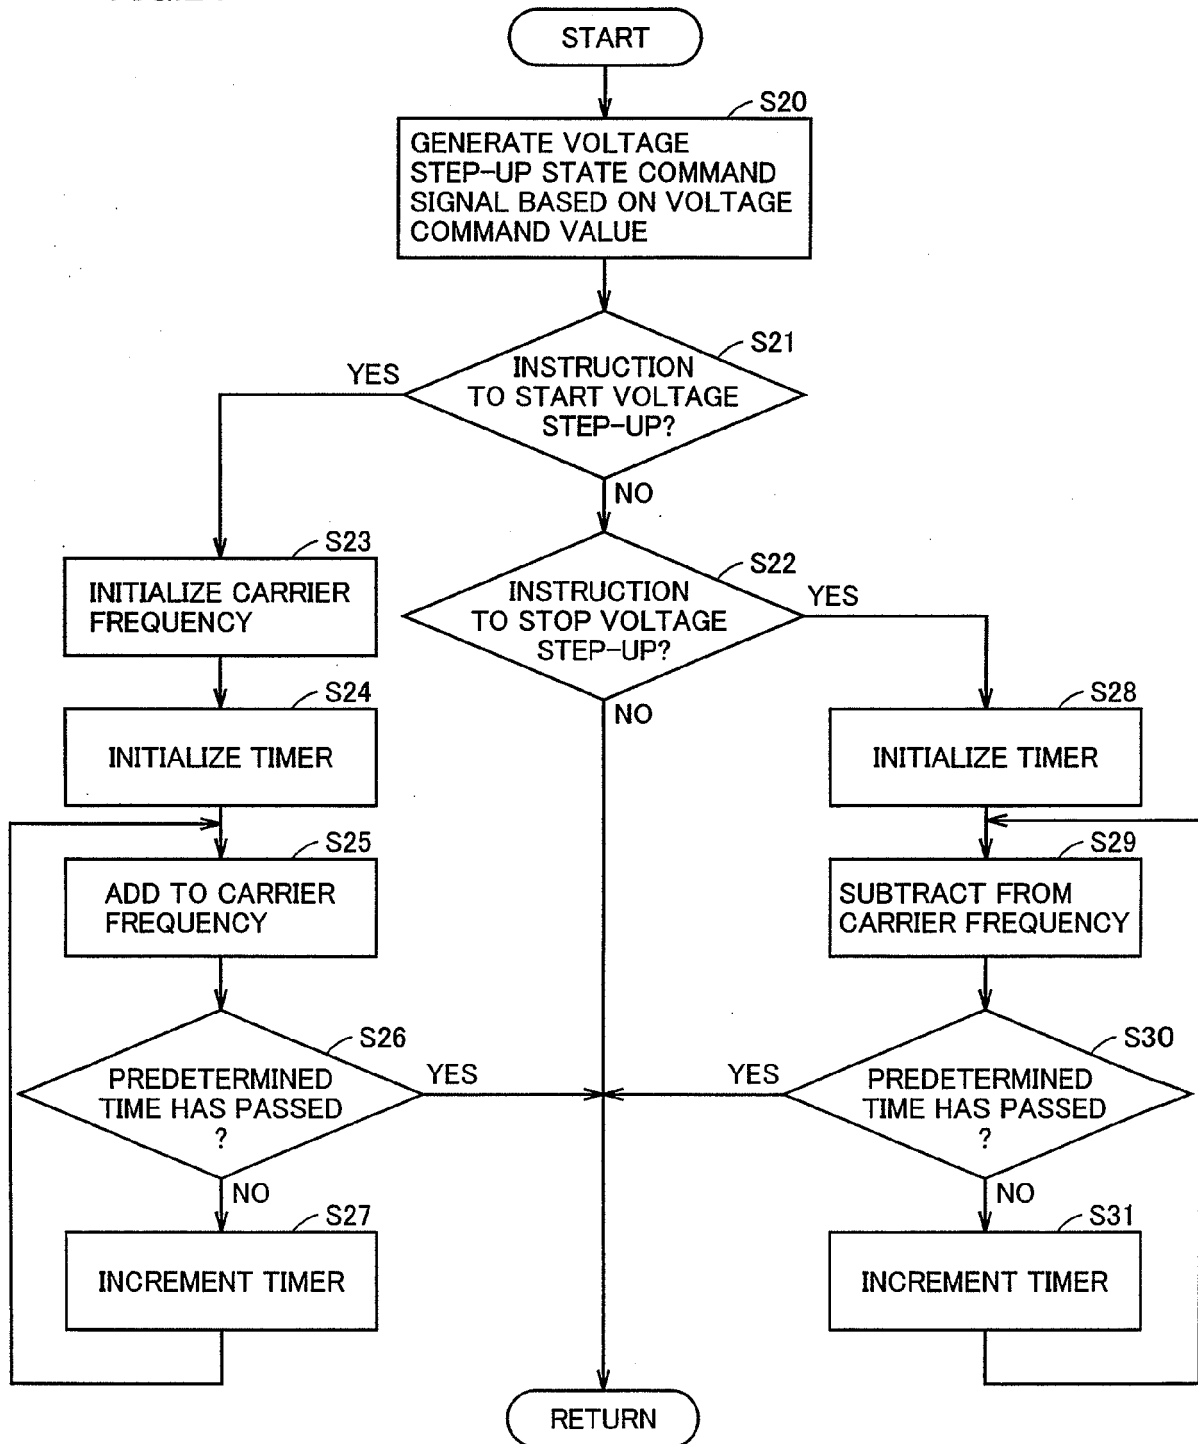 START
S20
GENERATE VOLTAGE
STEP-UP STATE COMMAND
SIGNAL BASED ON VOLTAGE
COMMAND VALUE
S21
YES
INSTRUCTION
TO START VOLTAGE
STEP-UP?
NO
S23
INITIALIZE CARRIER
FREQUENCY
S22
INSTRUCTION
TO STOP VOLTAGE
STEP-UP?
YES
NO
S24
INITIALIZE TIMER
S28
INITIALIZE TIMER
S25
ADD TO CARRIER
FREQUENCY
S29
SUBTRACT FROM
CARRIER FREQUENCY
S26
PREDETERMINED
TIME HAS PASSED
?
YES
NO
S30
YES
PREDETERMINED
TIME HAS PASSED
?
NO
S27
INCREMENT TIMER
S31
INCREMENT TIMER
RETURN